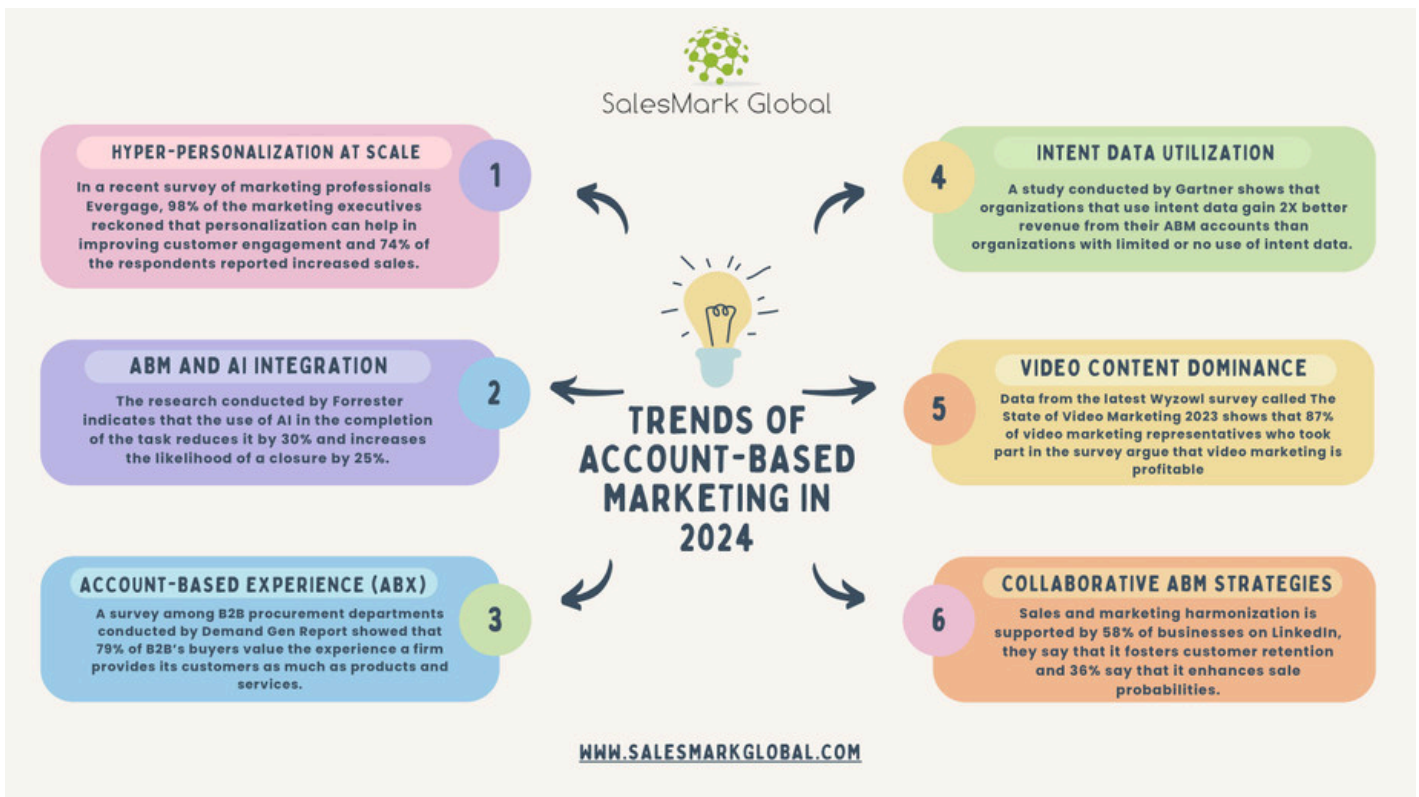 SalesMark Global
HYPER-PERSONALIZATION AT SCALE
1
In a recent survey of marketing professionals
Evergage, 98% of the marketing executives
reckoned that personalization can help in
improving customer engagement and 74% of
the respondents reported increased sales.
ABM AND AI INTEGRATION
2
The research conducted by Forrester
indicates that the use of AI in the completion
of the task reduces it by 30% and increases
the likelihood of a closure by 25%.
ACCOUNT-BASED EXPERIENCE (ABX)
3
A survey among B2B procurement departments
conducted by Demand Gen Report showed that
79% of B2B's buyers value the experience a firm
provides its customers as much as products and
services.
TRENDS OF
ACCOUNT-BASED
MARKETING IN
2024
INTENT DATA UTILIZATION
4
A study conducted by Gartner shows that
organizations that use intent data gain 2X better
revenue from their ABM accounts than
organizations with limited or no use of intent data.
VIDEO CONTENT DOMINANCE
5
Data from the latest Wyzowl survey called The
State of Video Marketing 2023 shows that 87%
of video marketing representatives who took
part in the survey argue that video marketing is
profitable
COLLABORATIVE ABM STRATEGIES
6
Sales and marketing harmonization is
supported by 58% of businesses on LinkedIn,
they say that it fosters customer retention
and 36% say that it enhances sale
probabilities.
WWW.SALESMARKGLOBAL.COM